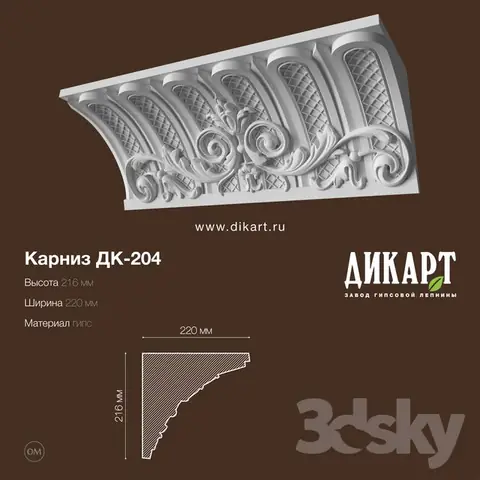 www.dikart.ru
Карниз ДК-204
Высота 216 мм
Ширина 220 мм
Материал гипс
ДИКАРТ
ЗАВОД ГИПСОВОЙ ЛЕПНИНЫ
220 мм
216 мм
3dsky
ОМ